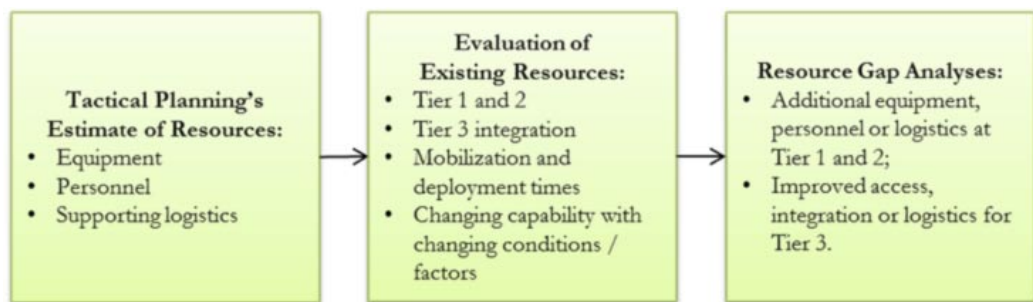 Tactical Planning's
Estimate of Resources:
• Equipment
• Personnel
• Supporting logistics
Evaluation of
Existing Resources:
• Tier 1 and 2
• Tier 3 integration
• Mobilization and
deployment times
• Changing capability with
changing conditions /
factors
Resource Gap Analyses:
• Additional equipment,
personnel or logistics at
Tier 1 and 2;
• Improved access,
integration or logistics for
Tier 3.